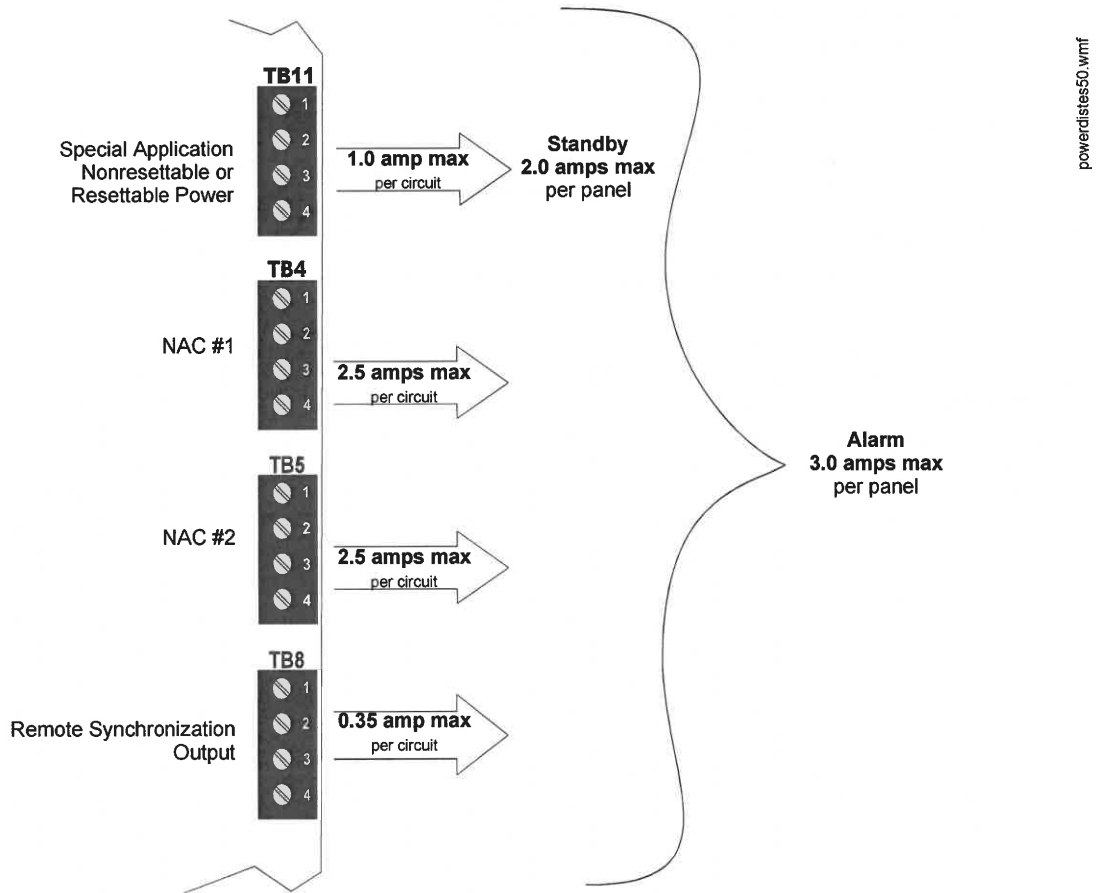 powerdistes50.wmf
TB11
1
2
3
4
Special Application
Nonresettable or
Resettable Power
1.0 amp max
per circuit
Standby
2.0 amps max
per panel
TB4
1
2
3
4
NAC #1
2.5 amps max
per circuit
Alarm
3.0 amps max
per panel
TB5
1
2
3
4
NAC #2
2.5 amps max
per circuit
TB8
1
2
3
4
Remote Synchronization
Output
0.35 amp max
per circuit